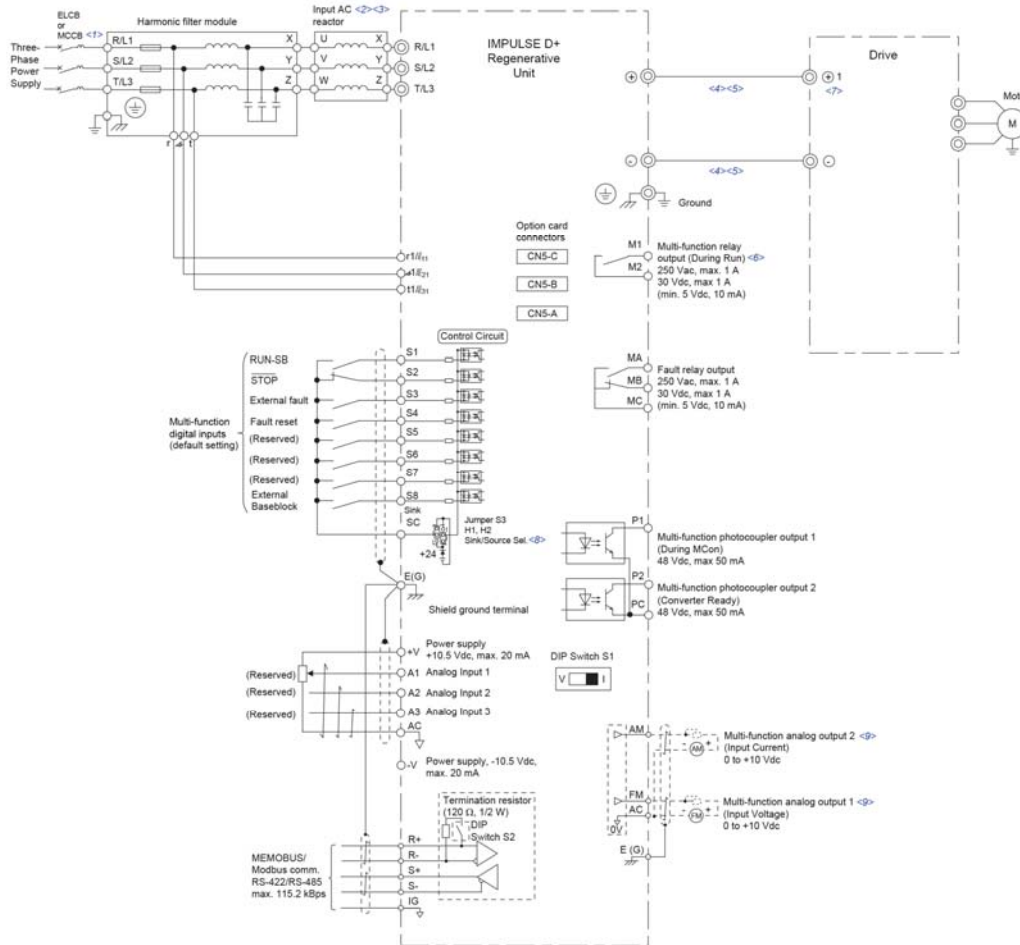 ELCB
or
MCCB <1>
Harmonic filter module
Input AC <2><3>
reactor
Three-
Phase
Power
Supply
R/L1
S/L2
T/L3
X
Y
Z
U
V
W
X
Y
Z
R/L1
S/L2
T/L3
r
t
IMPULSE D+
Regenerative
Unit
+
<4><5>
+ 1
<7>
Drive
Mot
M
-
<4><5>
-
Ground
r1/ℓ11
1/ℓ21
t1/ℓ31
Option card
connectors
CN5-C
CN5-B
CN5-A
M1
M2
Multi-function relay
output (During Run) <6>
250 Vac, max. 1 A
30 Vdc, max 1 A
(min. 5 Vdc, 10 mA)
Control Circuit
MA
MB
MC
Fault relay output
250 Vac, max. 1 A
30 Vdc, max 1 A
(min. 5 Vdc, 10 mA)
Multi-function
digital inputs
(default setting)
RUN-SB
STOP
External fault
Fault reset
(Reserved)
(Reserved)
(Reserved)
External
Baseblock
S1
S2
S3
S4
S5
S6
S7
S8
Sink
SC
+24
Jumper S3
H1, H2
Sink/Source Sel. <8>
E(G)
Shield ground terminal
P1
Multi-function photocoupler output 1
(During MCon)
48 Vdc, max 50 mA
P2
PC
Multi-function photocoupler output 2
(Converter Ready)
48 Vdc, max 50 mA
+V
Power supply
+10.5 Vdc, max. 20 mA
(Reserved)
A1 Analog Input 1
(Reserved)
A2 Analog Input 2
(Reserved)
A3 Analog Input 3
AC
-V
Power supply, -10.5 Vdc,
max. 20 mA
DIP Switch S1
V
I
AM
- AM +
Multi-function analog output 2 <9>
(Input Current)
0 to +10 Vdc
FM
AC
0V
- FM +
Multi-function analog output 1 <9>
(Input Voltage)
0 to +10 Vdc
E (G)
Termination resistor
(120 Ω, 1/2 W)
DIP
Switch S2
MEMOBUS/
Modbus comm.
RS-422/RS-485
max. 115.2 kBps
R+
R-
S+
S-
IG